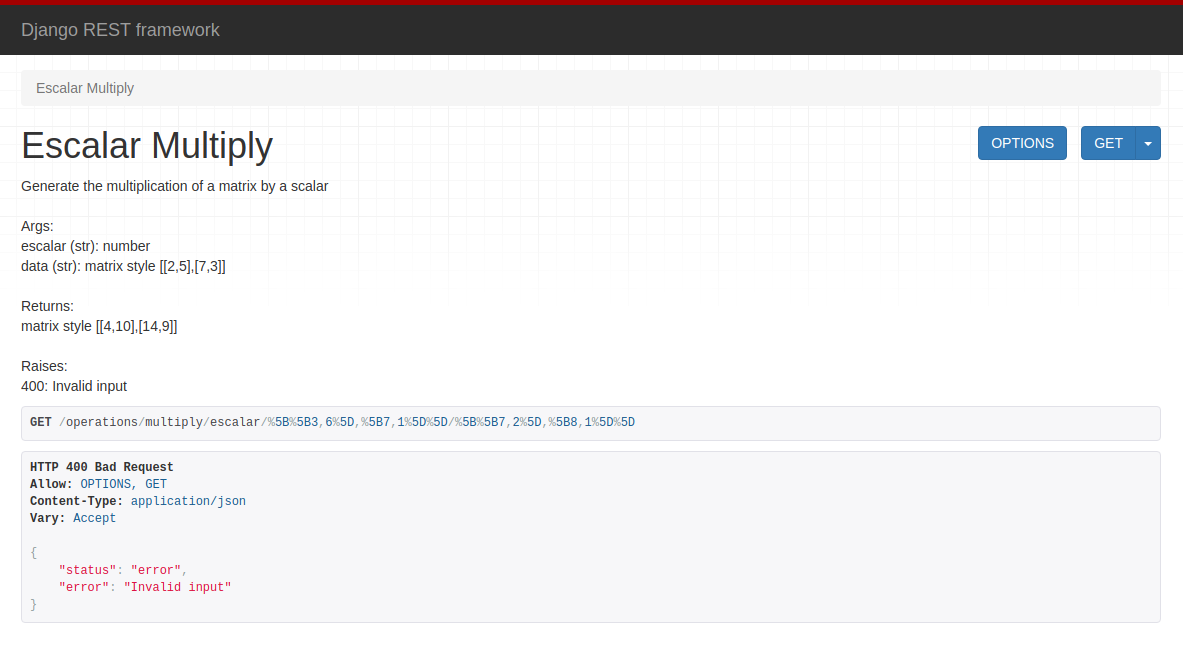 Django REST framework
Escalar Multiply
Escalar Multiply
OPTIONS
GET
Generate the multiplication of a matrix by a scalar
Args:
escalar (str): number
data (str): matrix style [[2,5],[7,3]]
Returns:
matrix style [[4,10],[14,9]]
Raises:
400: Invalid input
GET /operations/multiply/escalar/%5B%5B3,6%5D,%5B7,1%5D%5D/%5B%5B7,2%5D,%5B8,1%5D%5D
HTTP 400 Bad Request
Allow: OPTIONS, GET
Content-Type: application/json
Vary: Accept
{
    "status": "error",
    "error": "Invalid input"
}